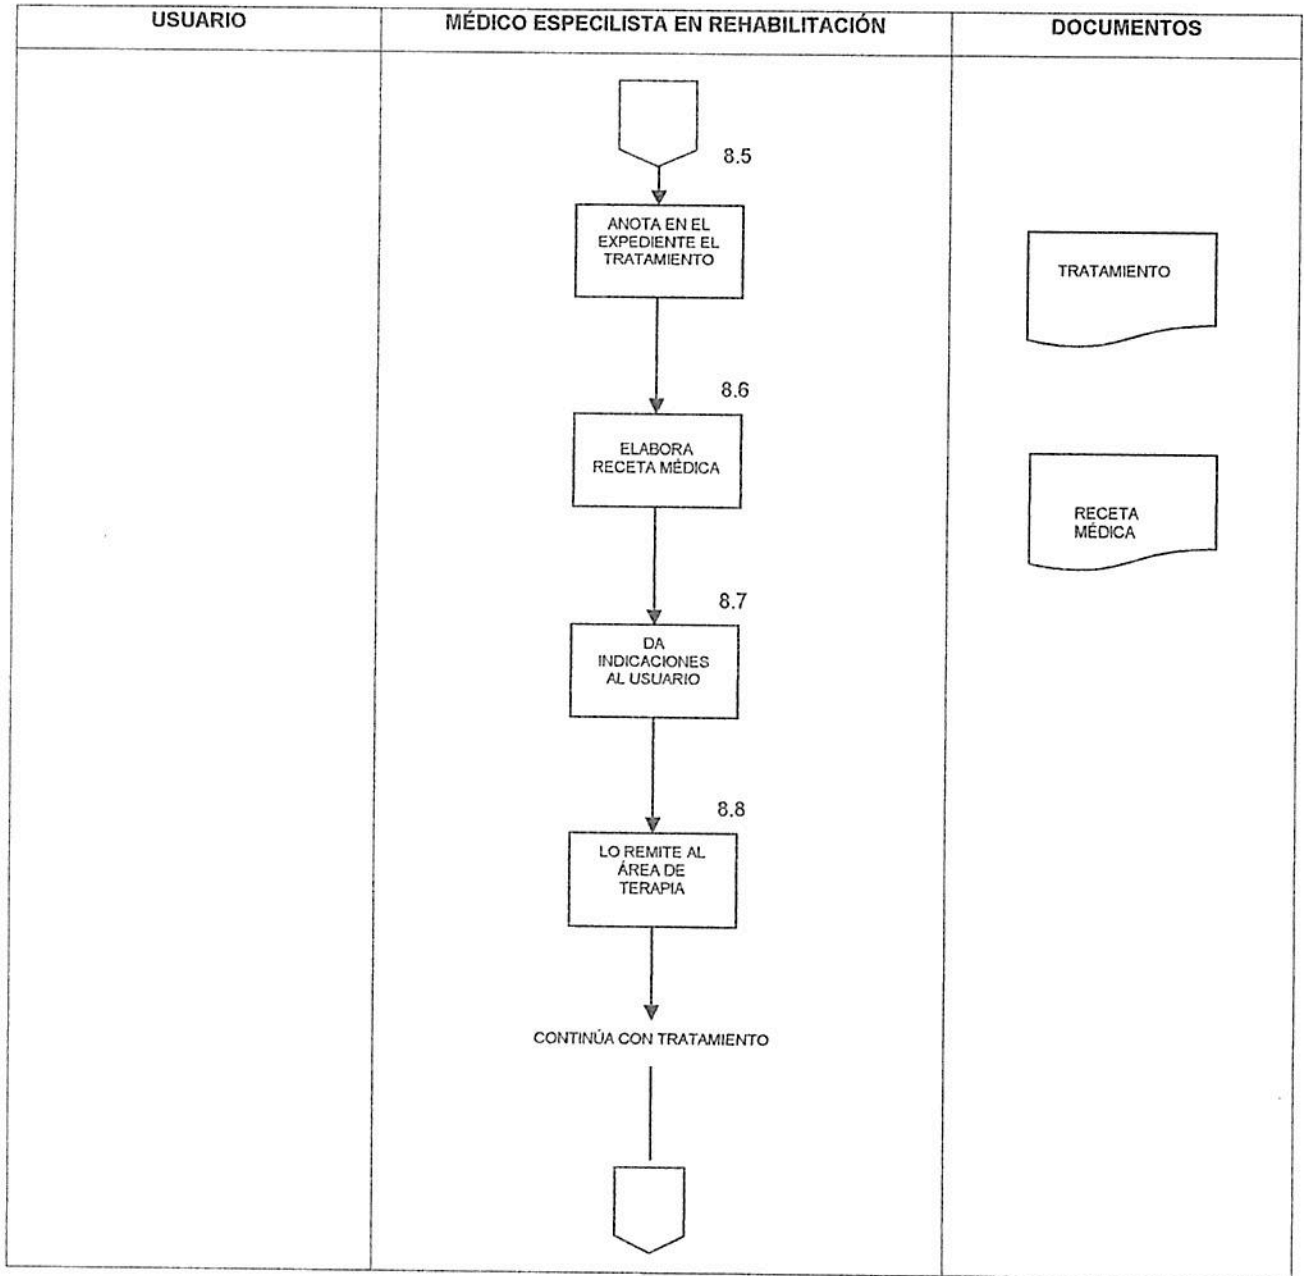 USUARIO
MÉDICO ESPECILISTA EN REHABILITACIÓN
DOCUMENTOS
8.5
ANOTA EN EL
EXPEDIENTE EL
TRATAMIENTO
TRATAMIENTO
8.6
ELABORA
RECETA MÉDICA
RECETA
MÉDICA
8.7
DA
INDICACIONES
AL USUARIO
8.8
LO REMITE AL
ÁREA DE
TERAPIA
CONTINÚA CON TRATAMIENTO